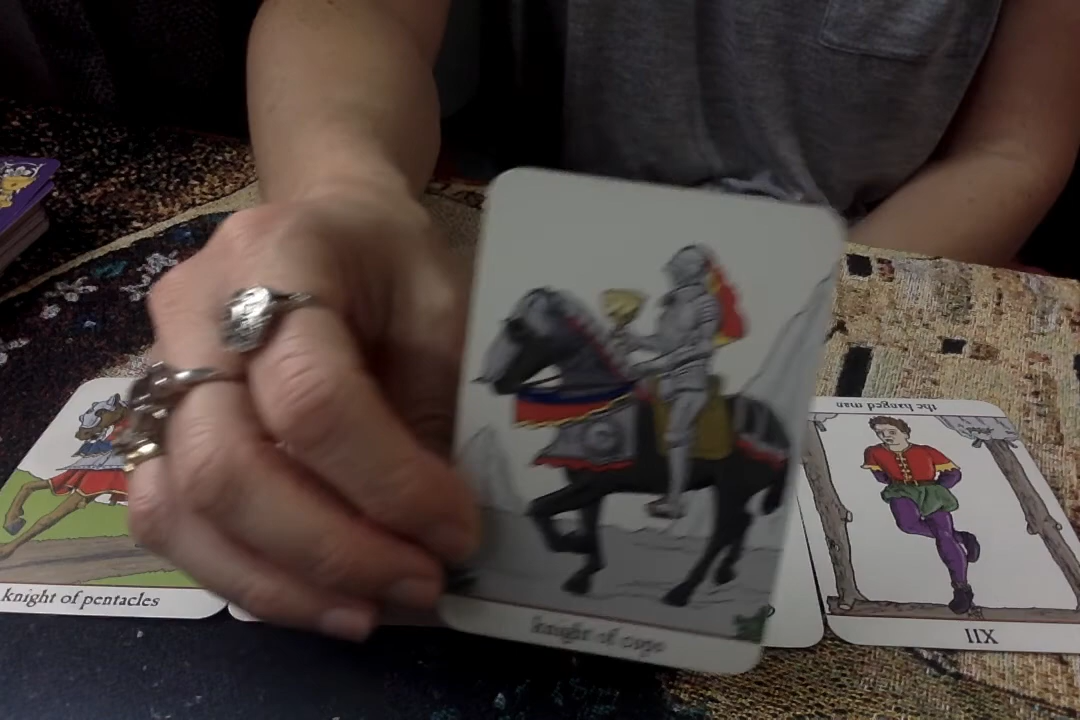 the hanged man
knight of pentacles
knight of cups
XII